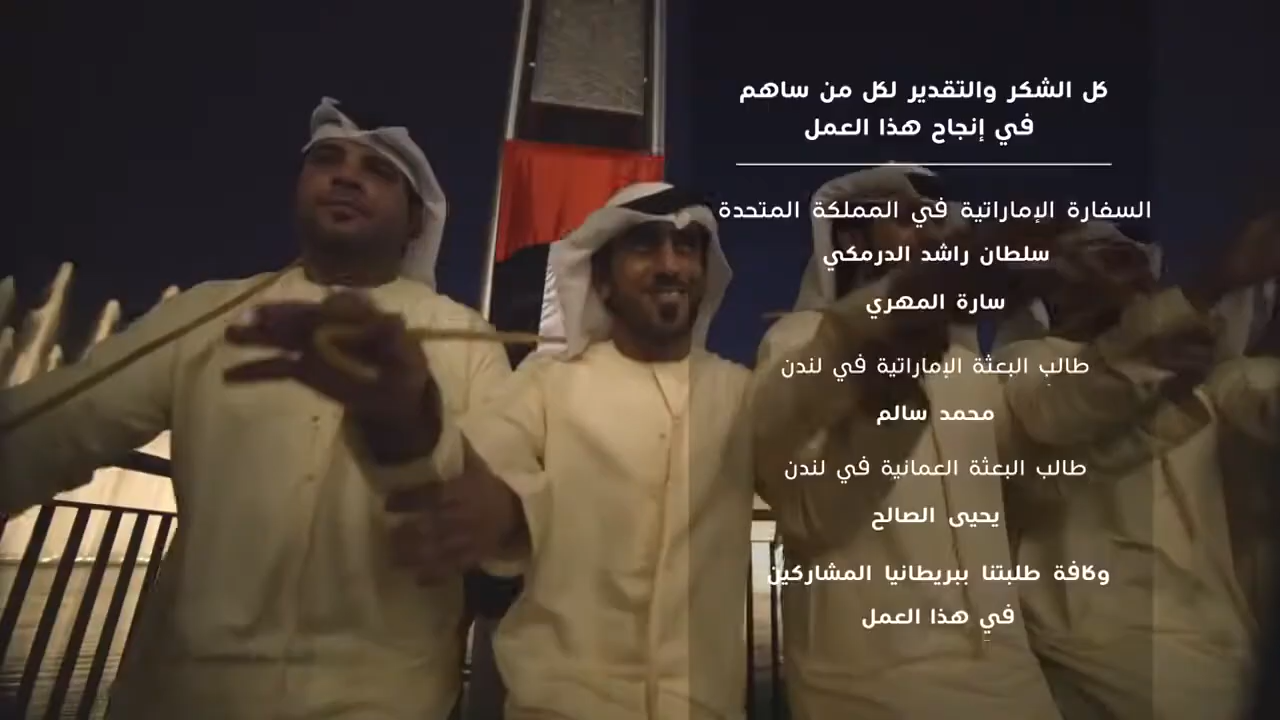 كل الشكر والتقدير لكل من ساهم
في إنجاح هذا العمل
السفارة الإماراتية في المملكة المتحدة
سلطان راشد الدرمكي
سارة المهري
طالب البعثة الإماراتية في لندن
محمد سالم
طالب البعثة العمانية في لندن
يحيى الصالح
وكافة طلبتنا ببريطانيا المشاركين
في هذا العمل